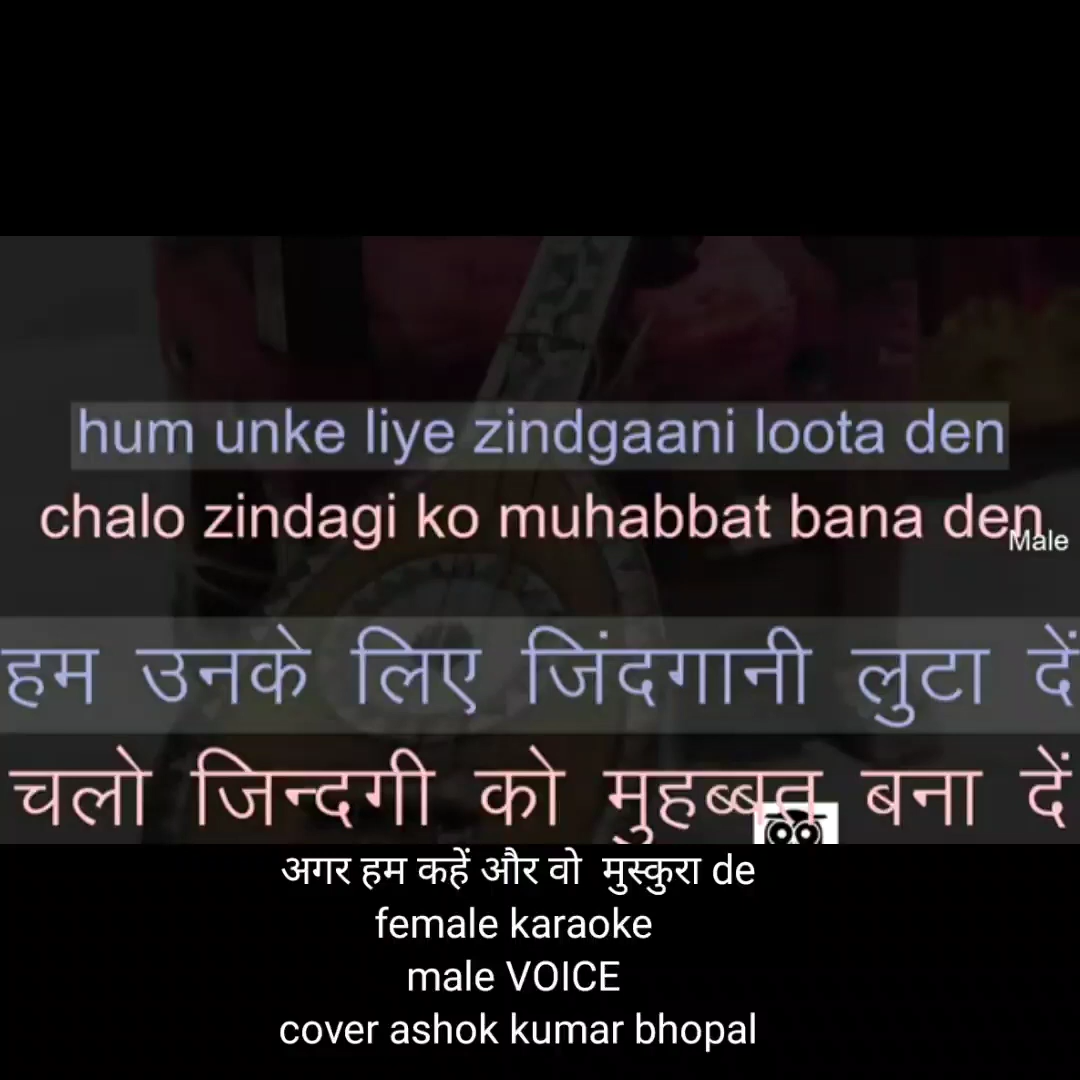 hum unke liye zindgaani loota den
chalo zindagi ko muhabbat bana den
Male
हम उनके लिए जिंदगानी लुटा दें
चलो जिन्दगी को मुहब्बत बना दें
अगर हम कहें और वो मुस्कुरा de
female karaoke
male VOICE
cover ashok kumar bhopal